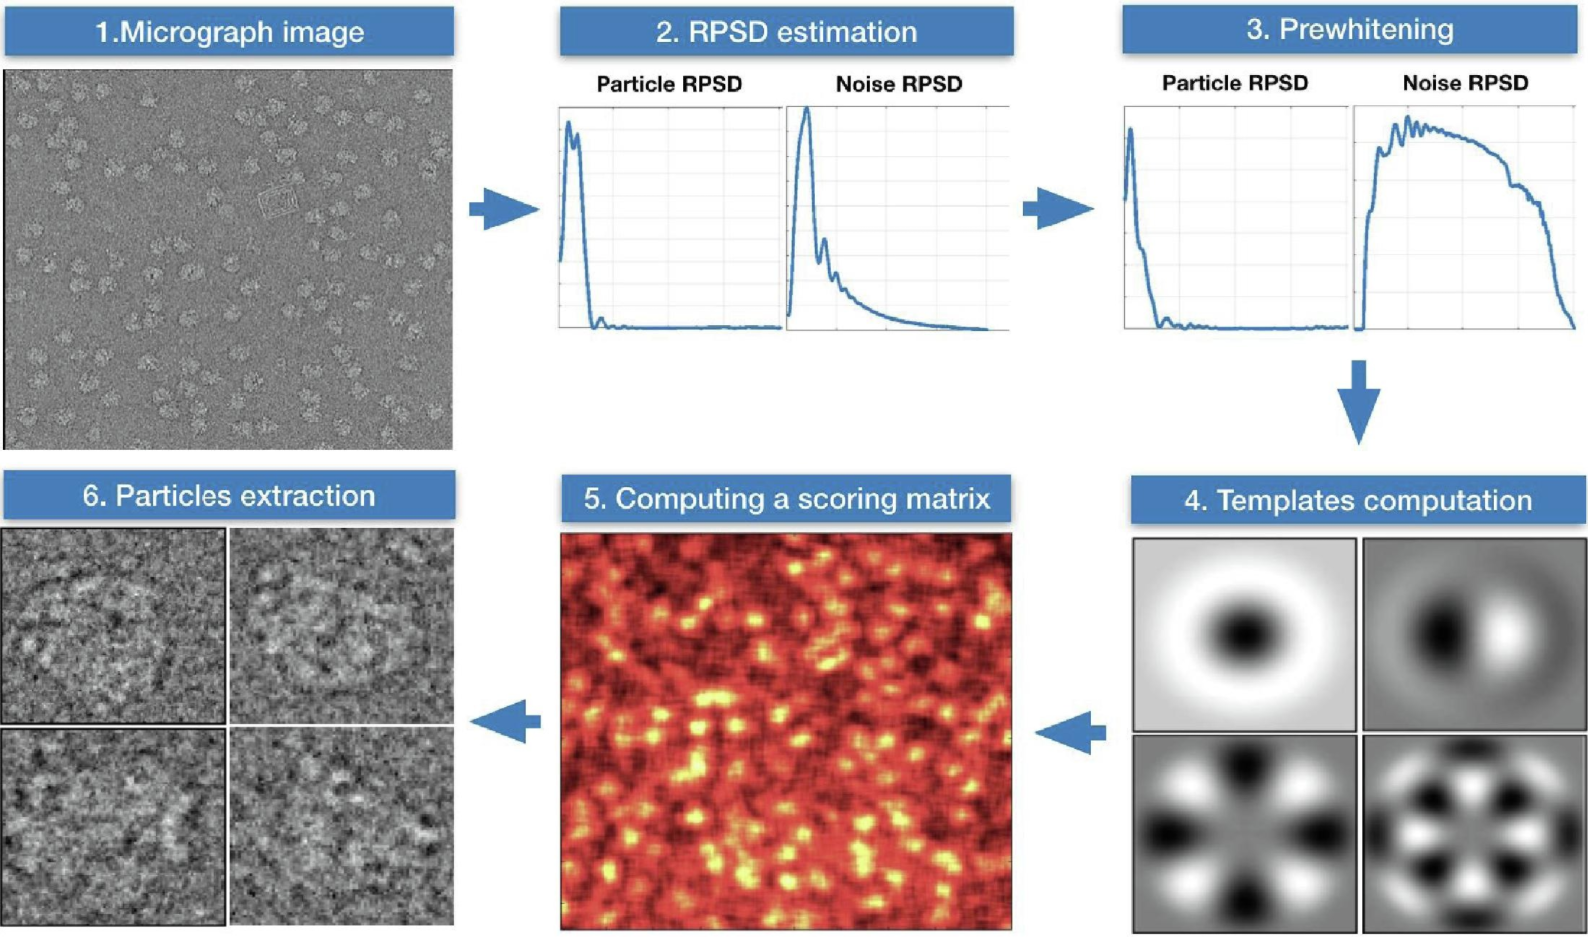 1.Micrograph image
2. RPSD estimation
3. Prewhitening
Particle RPSD
Noise RPSD
Particle RPSD
Noise RPSD
6. Particles extraction
5. Computing a scoring matrix
4. Templates computation